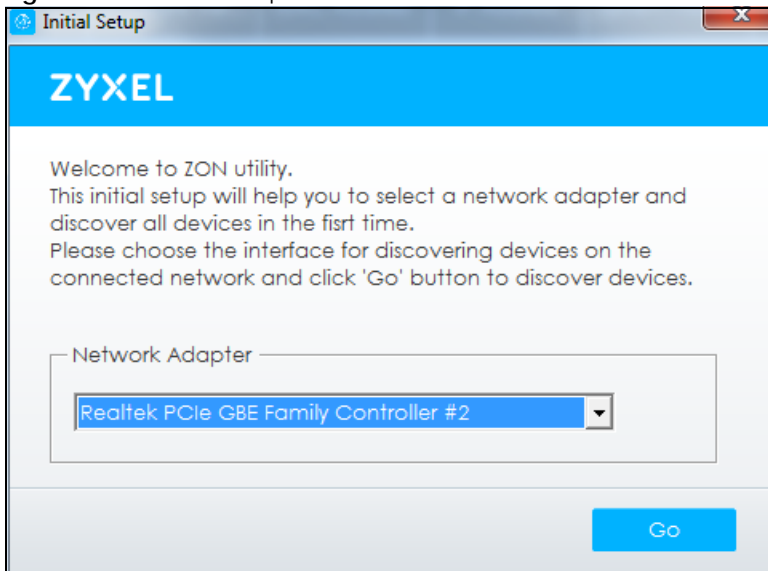 Initial Setup
ZYXEL
Welcome to ZON utility.
This initial setup will help you to select a network adapter and
discover all devices in the fisrt time.
Please choose the interface for discovering devices on the
connected network and click 'Go' button to discover devices.
Network Adapter
Realtek PCIe GBE Family Controller #2
Go